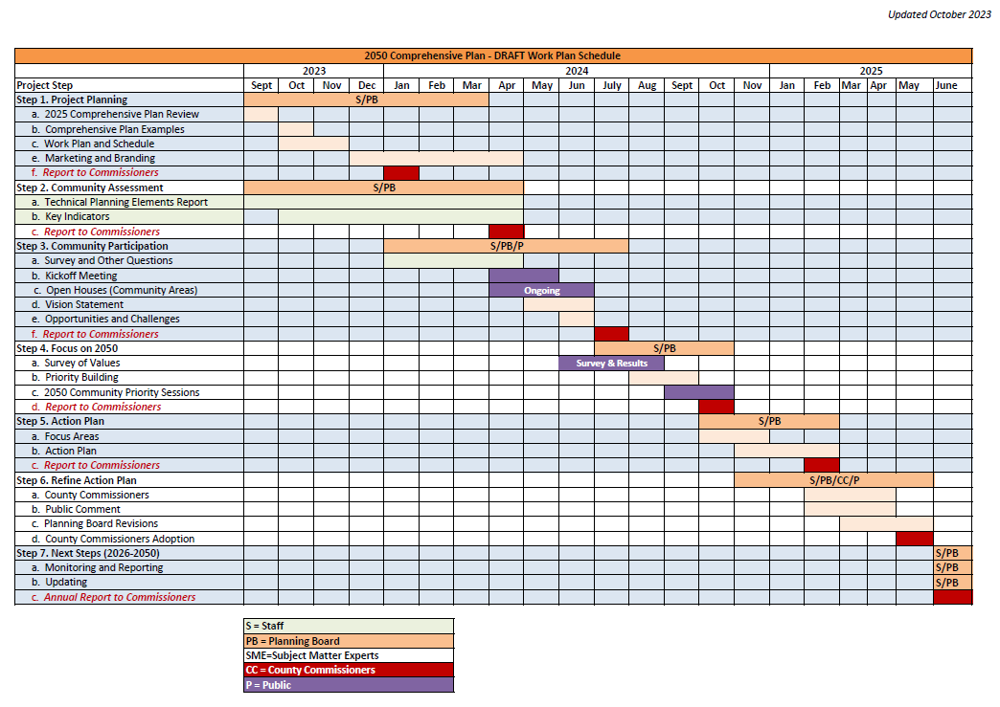 Updated October 2023
2050 Comprehensive Plan - DRAFT Work Plan Schedule
2023 2024 2025
Project Step Sept Oct Nov Dec Jan Feb Mar Apr May Jun July Aug Sept Oct Nov Jan Feb Mar Apr May June
Step 1. Project Planning S/PB
a. 2025 Comprehensive Plan Review
b. Comprehensive Plan Examples
c. Work Plan and Schedule
e. Marketing and Branding
f. Report to Commissioners
Step 2. Community Assessment S/PB
a. Technical Planning Elements Report
b. Key Indicators
c. Report to Commissioners
Step 3. Community Participation S/PB/P
a. Survey and Other Questions
b. Kickoff Meeting
c. Open Houses (Community Areas) Ongoing
d. Vision Statement
e. Opportunities and Challenges
f. Report to Commissioners
Step 4. Focus on 2050 S/PB
a. Survey of Values Survey & Results
b. Priority Building
c. 2050 Community Priority Sessions
d. Report to Commissioners
Step 5. Action Plan S/PB
a. Focus Areas
b. Action Plan
c. Report to Commissioners
Step 6. Refine Action Plan S/PB/CC/P
a. County Commissioners
b. Public Comment
c. Planning Board Revisions
d. County Commissioners Adoption
Step 7. Next Steps (2026-2050) S/PB
a. Monitoring and Reporting S/PB
b. Updating S/PB
c. Annual Report to Commissioners
S = Staff
PB = Planning Board
SME=Subject Matter Experts
CC = County Commissioners
P = Public